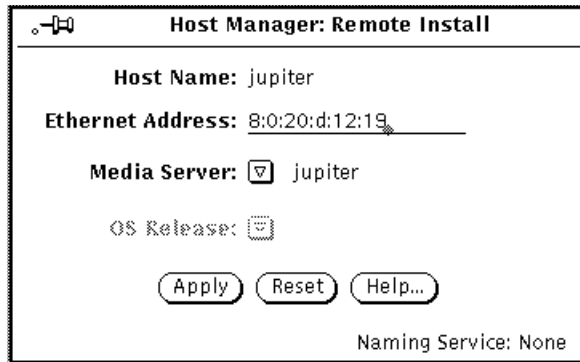 Host Manager: Remote Install
Host Name: jupiter
Ethernet Address: 8:0:20:d:12:19
Media Server: jupiter
OS Release:
Apply Reset Help...
Naming Service: None